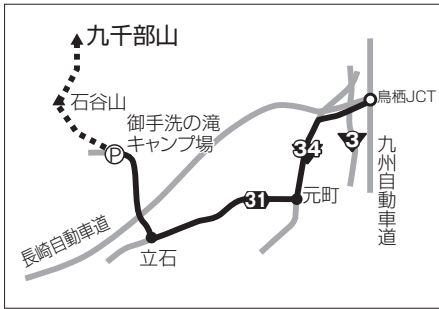 九千部山
石谷山
御手洗の滝
キャンプ場
P
鳥栖JCT
34
3
九州自動車道
31
元町
長崎自動車道
立石